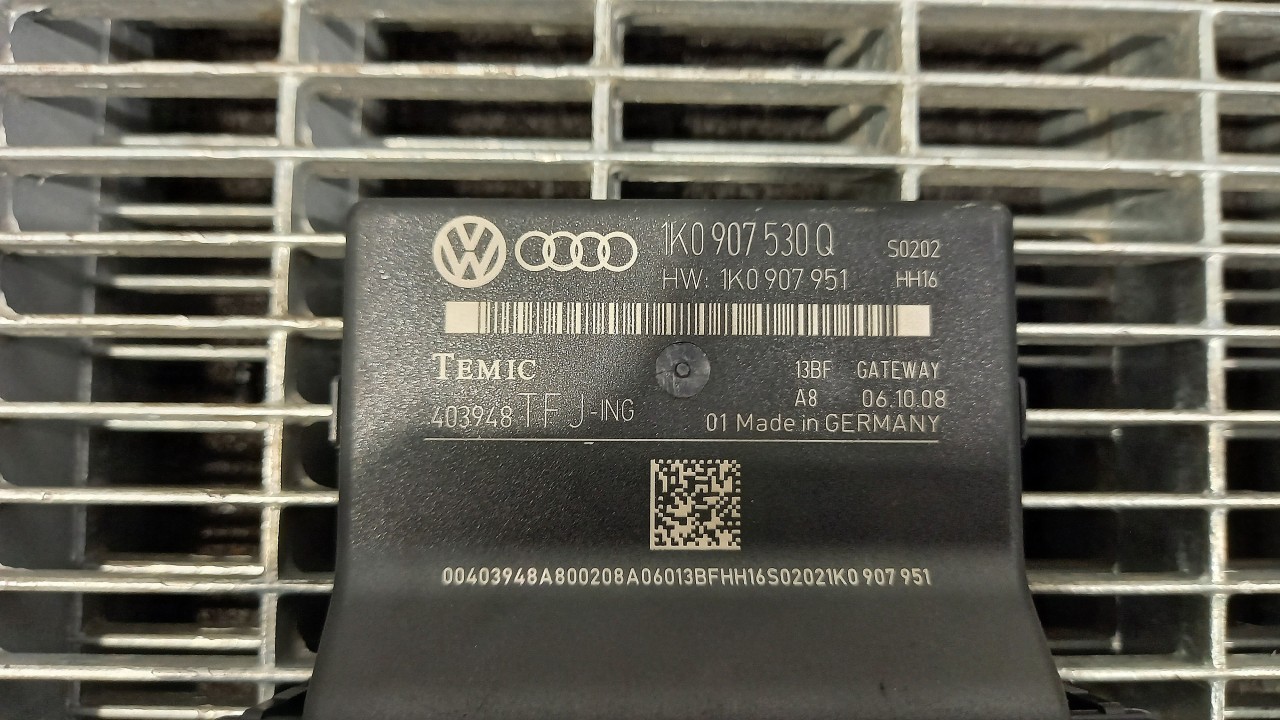 1K0 907 530 Q S0202
HW: 1K0 907 951 HH16
TEMIC 13BF GATEWAY
A8 06.10.08
403948 TF J-ING 01 Made in GERMANY
00403948A800208A06013BFHH16S02021K0 907 951